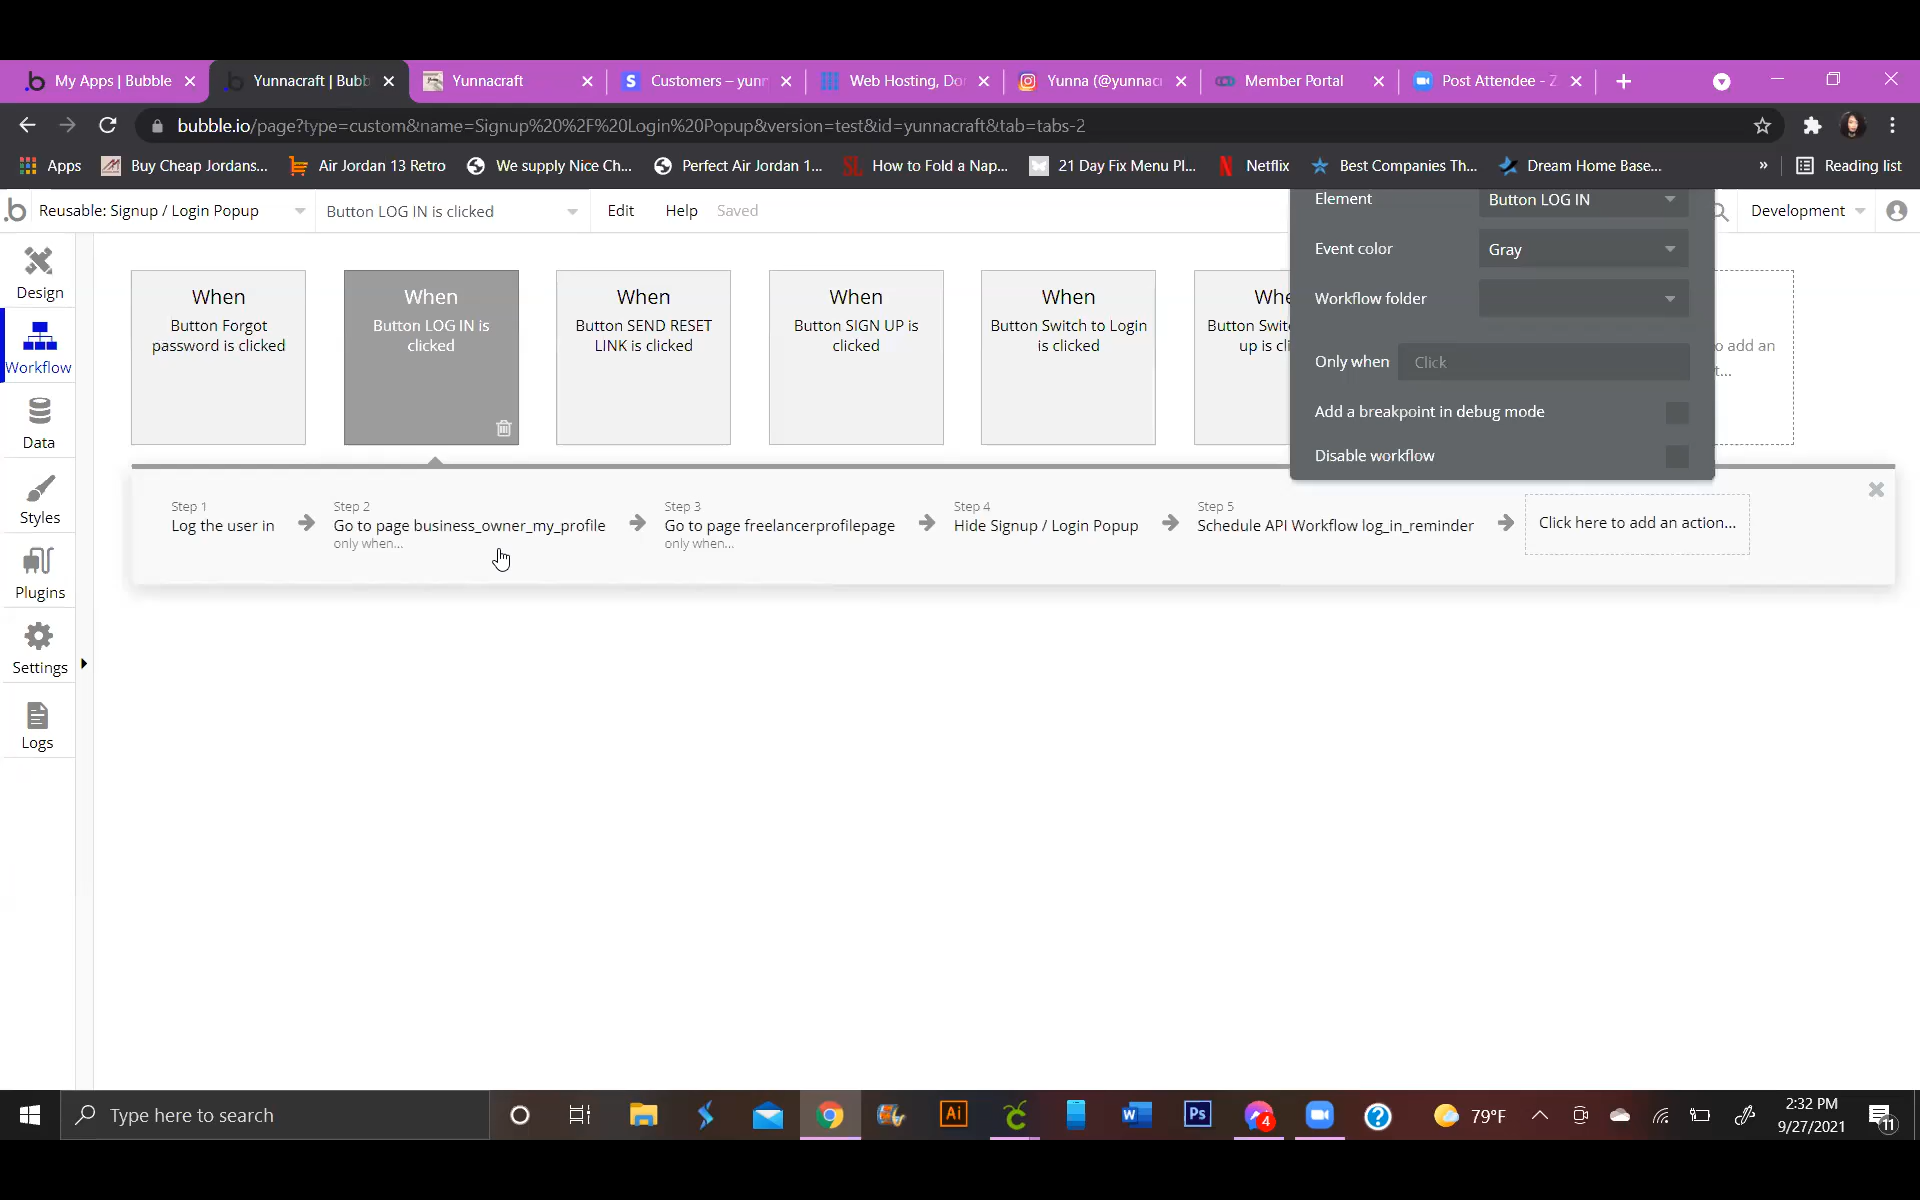 My Apps | Bubble
Yunnacraft | Bubb
Yunnacraft
Customers – yunn
Web Hosting, Do
Yunna (@yunnac
Member Portal
Post Attendee - Z
bubble.io/page?type=custom&name=Signup%20%2F%20Login%20Popup&version=test&id=yunnacraft&tab=tabs-2
Apps
Buy Cheap Jordans...
Air Jordan 13 Retro
We supply Nice Ch...
Perfect Air Jordan 1...
How to Fold a Nap...
21 Day Fix Menu Pl...
Netflix
Best Companies Th...
Dream Home Base...
»
Reading list
Reusable: Signup / Login Popup
Button LOG IN is clicked
Edit
Help
Saved
Development
Element
Button LOG IN
Event color
Gray
Workflow folder
Only when
Click
Add a breakpoint in debug mode
Disable workflow
Design
Workflow
Data
Styles
Plugins
Settings
Logs
When
Button Forgot
password is clicked
When
Button LOG IN is
clicked
When
Button SEND RESET
LINK is clicked
When
Button SIGN UP is
clicked
When
Button Switch to Login
is clicked
Whe
Button Swit
up is cli
o add an
t...
Step 1
Log the user in
Step 2
Go to page business_owner_my_profile
only when...
Step 3
Go to page freelancerprofilepage
only when...
Step 4
Hide Signup / Login Popup
Step 5
Schedule API Workflow log_in_reminder
Click here to add an action...
Type here to search
Ai
W
Ps
4
79°F
2:32 PM
9/27/2021
11